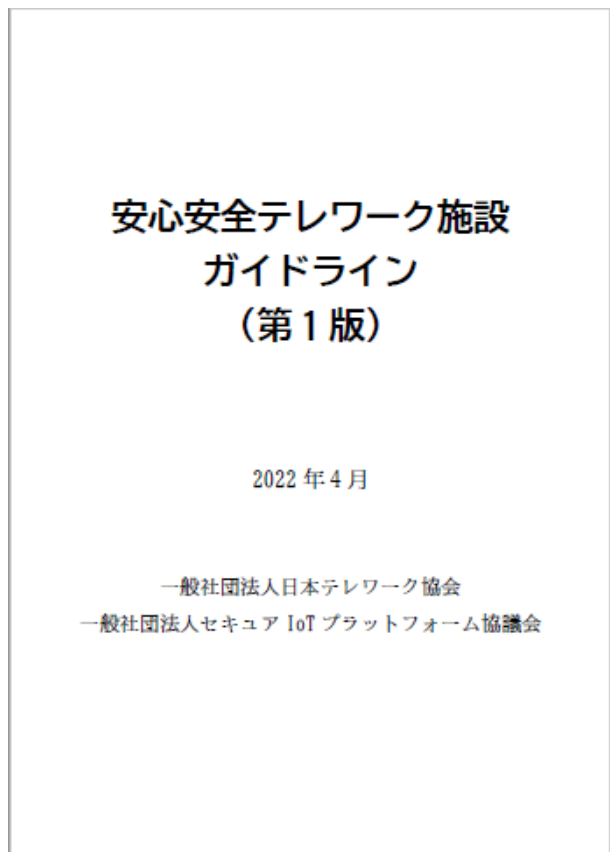 安心安全テレワーク施設
ガイドライン
（第１版）
2022 年 4 月
一般社団法人日本テレワーク協会
一般社団法人セキュア IoT プラットフォーム協議会